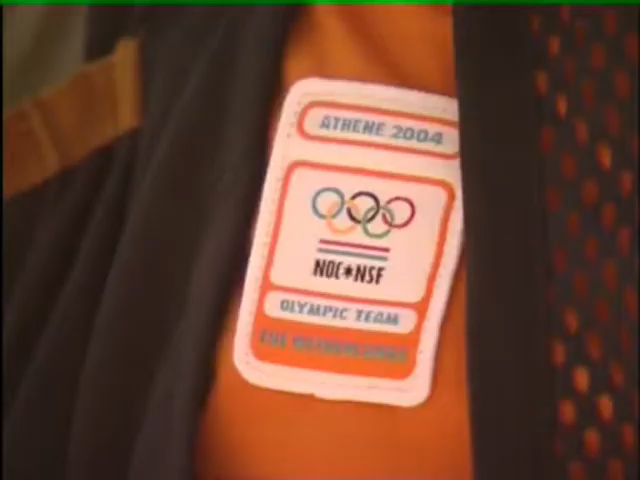 ATHENE 2004
NOC*NSF
OLYMPIC TEAM
THE NETHERLANDS